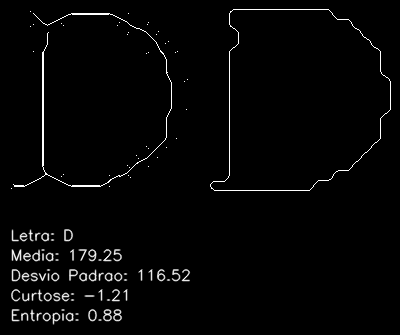 D D
Letra: D
Media: 179.25
Desvio Padrao: 116.52
Curtose: -1.21
Entropia: 0.88